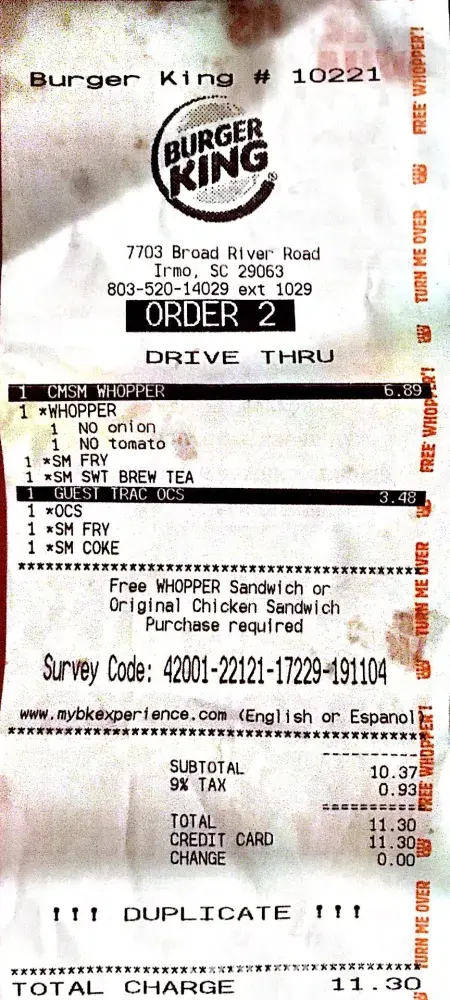 Burger King # 10221
BURGER
KING
®
7703 Broad River Road
Irmo, SC 29063
803-520-14029 ext 1029
ORDER 2
DRIVE THRU
1 CMSM WHOPPER 6.89
1 *WHOPPER
1 NO onion
1 NO tomato
1 *SM FRY
1 *SM SWT BREW TEA
1 GUEST TRAC OCS 3.48
1 *OCS
1 *SM FRY
1 *SM COKE
******************************************
Free WHOPPER Sandwich or
Original Chicken Sandwich
Purchase required
Survey Code: 42001-22121-17229-191104
www.mybkexperience.com (English or Espanol)
******************************************
----------
SUBTOTAL 10.37
9% TAX 0.93
==========
TOTAL 11.30
CREDIT CARD 11.30
CHANGE 0.00
!!! DUPLICATE !!!
******************************************
TOTAL CHARGE 11.30
FREE WHOPPER!
TURN ME OVER
FREE WHOPPER!
TURN ME OVER
FREE WHOPPER!
TURN ME OVER